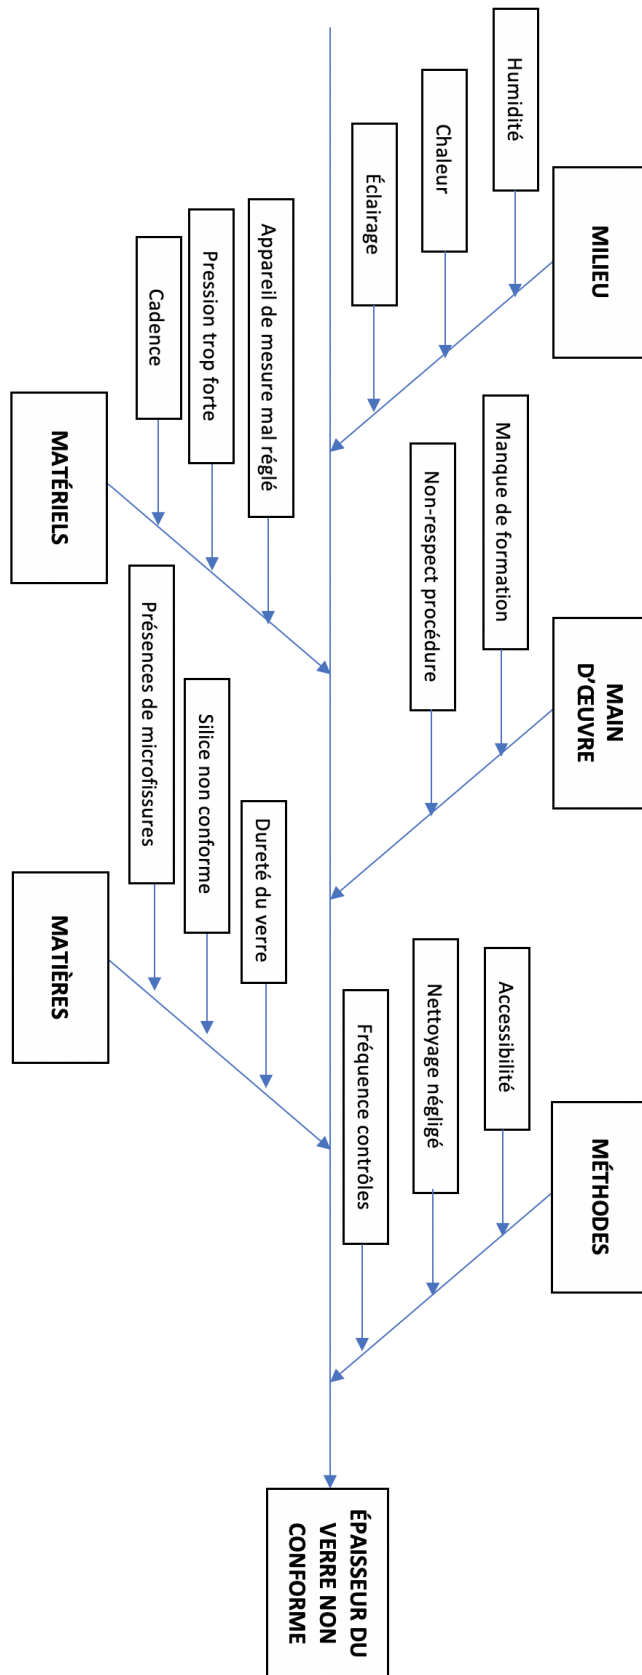 MILIEU
Humidité
Chaleur
Éclairage
MAIN
D'ŒUVRE
Manque de formation
Non-respect procédure
MÉTHODES
Accessibilité
Nettoyage négligé
Fréquence contrôles
Appareil de mesure mal réglé
Pression trop forte
Cadence
MATÉRIELS
Dureté du verre
Silice non conforme
Présences de microfissures
MATIÈRES
ÉPAISSEUR DU
VERRE NON
CONFORME